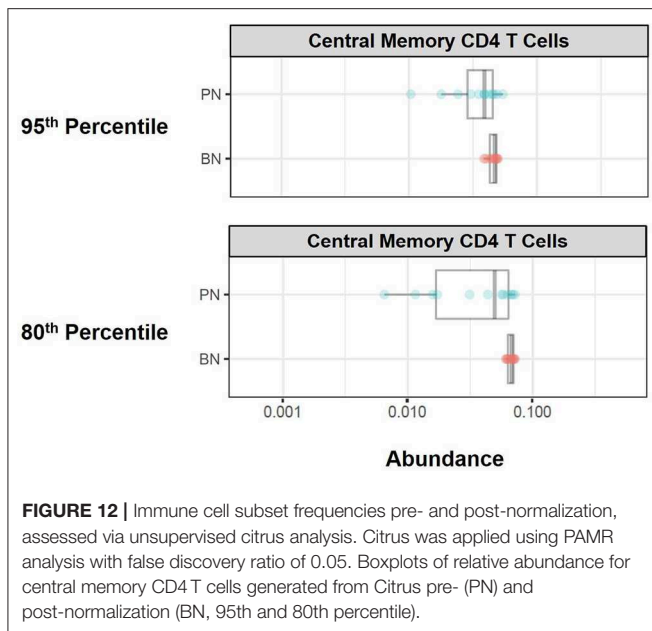 Central Memory CD4 T Cells
95th Percentile
PN
BN
Central Memory CD4 T Cells
80th Percentile
PN
BN
0.001 0.010 0.100
Abundance
FIGURE 12 | Immune cell subset frequencies pre- and post-normalization,
assessed via unsupervised citrus analysis. Citrus was applied using PAMR
analysis with false discovery ratio of 0.05. Boxplots of relative abundance for
central memory CD4 T cells generated from Citrus pre- (PN) and
post-normalization (BN, 95th and 80th percentile).